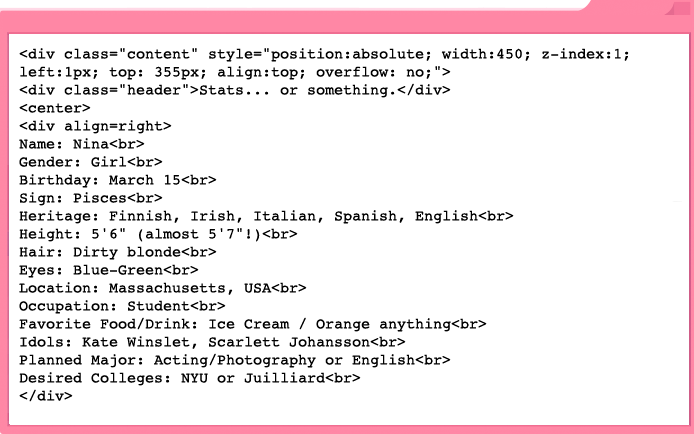 <div class="content" style="position:absolute; width:450; z-index:1;
left:1px; top: 355px; align:top; overflow: no;">
<div class="header">Stats... or something.</div>
<center>
<div align=right>
Name: Nina<br>
Gender: Girl<br>
Birthday: March 15<br>
Sign: Pisces<br>
Heritage: Finnish, Irish, Italian, Spanish, English<br>
Height: 5'6" (almost 5'7"!)<br>
Hair: Dirty blonde<br>
Eyes: Blue-Green<br>
Location: Massachusetts, USA<br>
Occupation: Student<br>
Favorite Food/Drink: Ice Cream / Orange anything<br>
Idols: Kate Winslet, Scarlett Johansson<br>
Planned Major: Acting/Photography or English<br>
Desired Colleges: NYU or Juilliard<br>
</div>